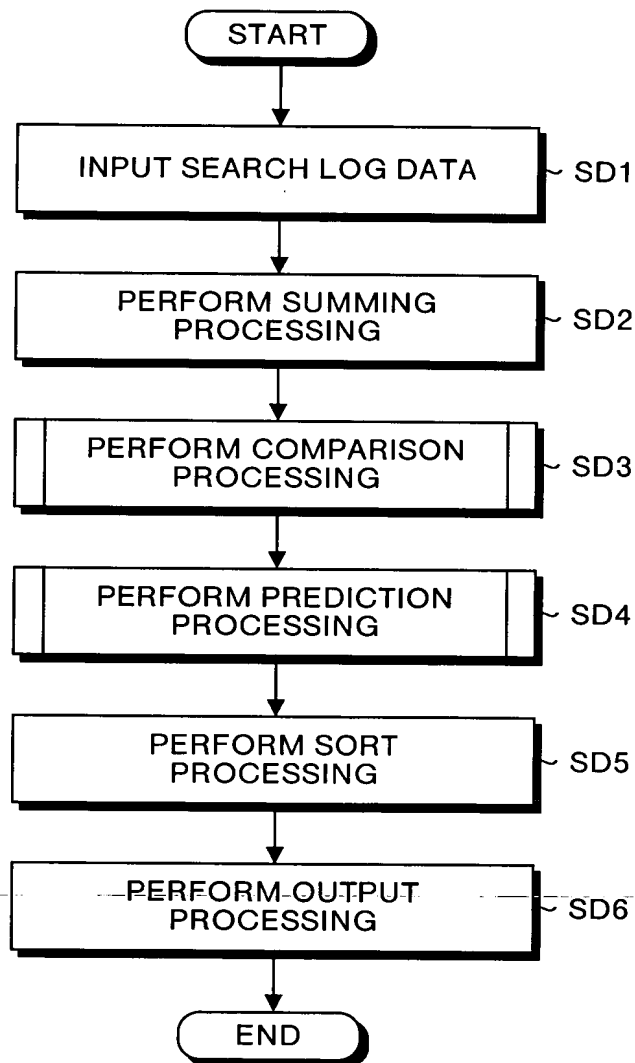 START
INPUT SEARCH LOG DATA
SD1
PERFORM SUMMING
PROCESSING
SD2
PERFORM COMPARISON
PROCESSING
SD3
PERFORM PREDICTION
PROCESSING
SD4
PERFORM SORT
PROCESSING
SD5
PERFORM OUTPUT
PROCESSING
SD6
END